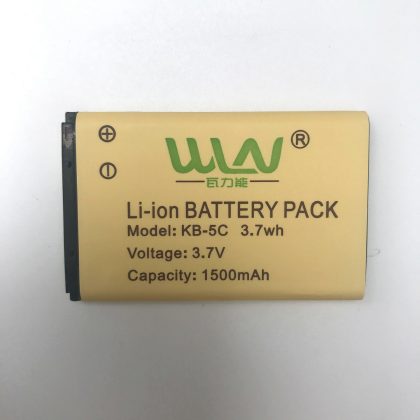 WLN®
瓦力能
Li-ion BATTERY PACK
Model: KB-5C 3.7wh
Voltage: 3.7V
Capacity: 1500mAh